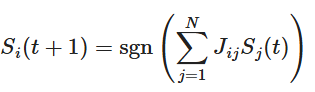 S_i(t + 1) = sgn ( ∑_{j=1}^{N} J_{ij} S_j(t) )